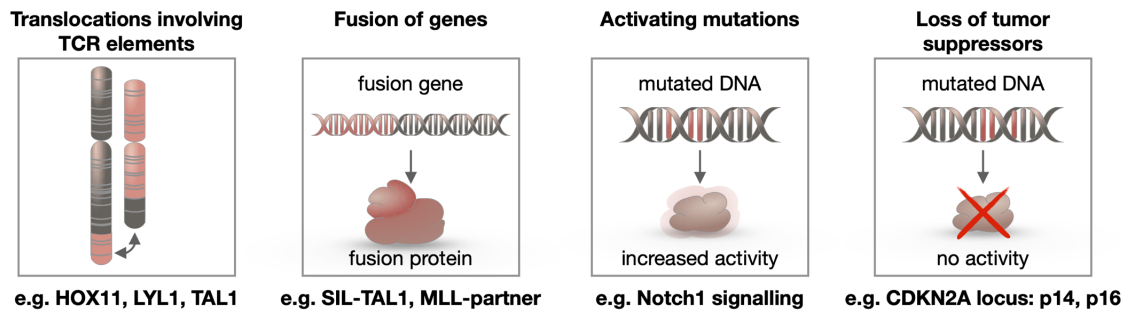 Translocations involving
TCR elements
e.g. HOX11, LYL1, TAL1
Fusion of genes
fusion gene
fusion protein
e.g. SIL-TAL1, MLL-partner
Activating mutations
mutated DNA
increased activity
e.g. Notch1 signalling
Loss of tumor
suppressors
mutated DNA
no activity
e.g. CDKN2A locus: p14, p16